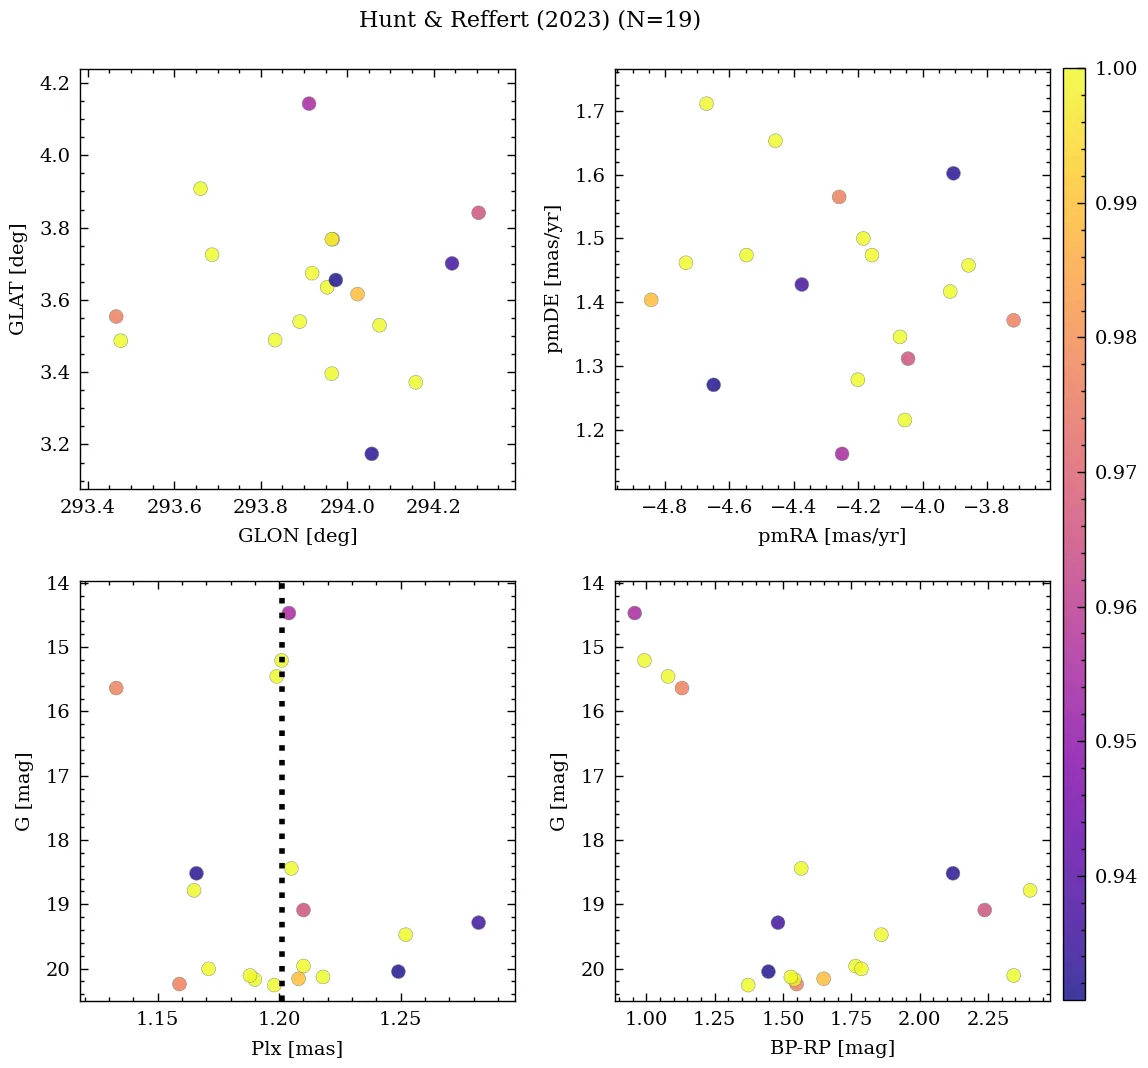 Hunt & Reffert (2023) (N=19)
4.2
4.0
3.8
3.6
3.4
3.2
GLAT [deg]
293.4 293.6 293.8 294.0 294.2
GLON [deg]
1.7
1.6
1.5
1.4
1.3
1.2
pmDE [mas/yr]
−4.8 −4.6 −4.4 −4.2 −4.0 −3.8
pmRA [mas/yr]
14
15
16
17
18
19
20
G [mag]
1.15 1.20 1.25
Plx [mas]
14
15
16
17
18
19
20
G [mag]
1.00 1.25 1.50 1.75 2.00 2.25
BP-RP [mag]
1.00
0.99
0.98
0.97
0.96
0.95
0.94